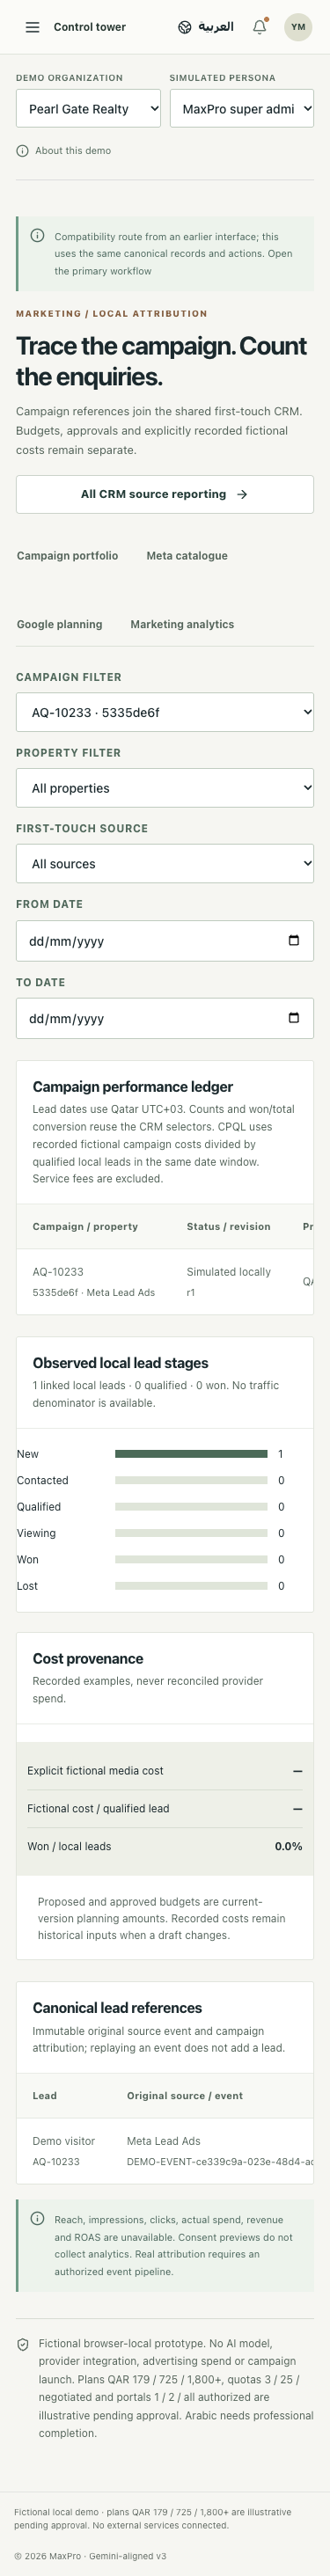 Control tower
العربية
YM
DEMO ORGANIZATION
SIMULATED PERSONA
Pearl Gate Realty
MaxPro super admi
About this demo
Compatibility route from an earlier interface; this
uses the same canonical records and actions. Open
the primary workflow
MARKETING / LOCAL ATTRIBUTION
Trace the campaign. Count
the enquiries.
Campaign references join the shared first-touch CRM.
Budgets, approvals and explicitly recorded fictional
costs remain separate.
All CRM source reporting
Campaign portfolio
Meta catalogue
Google planning
Marketing analytics
CAMPAIGN FILTER
AQ-10233 · 5335de6f
PROPERTY FILTER
All properties
FIRST-TOUCH SOURCE
All sources
FROM DATE
dd/mm/yyyy
TO DATE
dd/mm/yyyy
Campaign performance ledger
Lead dates use Qatar UTC+03. Counts and won/total
conversion reuse the CRM selectors. CPQL uses
recorded fictional campaign costs divided by
qualified local leads in the same date window.
Service fees are excluded.
Campaign / property
Status / revision
Pr
AQ-10233
5335de6f · Meta Lead Ads
Simulated locally
r1
QA
Observed local lead stages
1 linked local leads · 0 qualified · 0 won. No traffic
denominator is available.
New 1
Contacted 0
Qualified 0
Viewing 0
Won 0
Lost 0
Cost provenance
Recorded examples, never reconciled provider
spend.
Explicit fictional media cost —
Fictional cost / qualified lead —
Won / local leads 0.0%
Proposed and approved budgets are current-
version planning amounts. Recorded costs remain
historical inputs when a draft changes.
Canonical lead references
Immutable original source event and campaign
attribution; replaying an event does not add a lead.
Lead
Original source / event
Demo visitor
AQ-10233
Meta Lead Ads
DEMO-EVENT-ce339c9a-023e-48d4-ac
Reach, impressions, clicks, actual spend, revenue
and ROAS are unavailable. Consent previews do not
collect analytics. Real attribution requires an
authorized event pipeline.
Fictional browser-local prototype. No AI model,
provider integration, advertising spend or campaign
launch. Plans QAR 179 / 725 / 1,800+, quotas 3 / 25 /
negotiated and portals 1 / 2 / all authorized are
illustrative pending approval. Arabic needs professional
completion.
Fictional local demo · plans QAR 179 / 725 / 1,800+ are illustrative
pending approval. No external services connected.
© 2026 MaxPro · Gemini-aligned v3